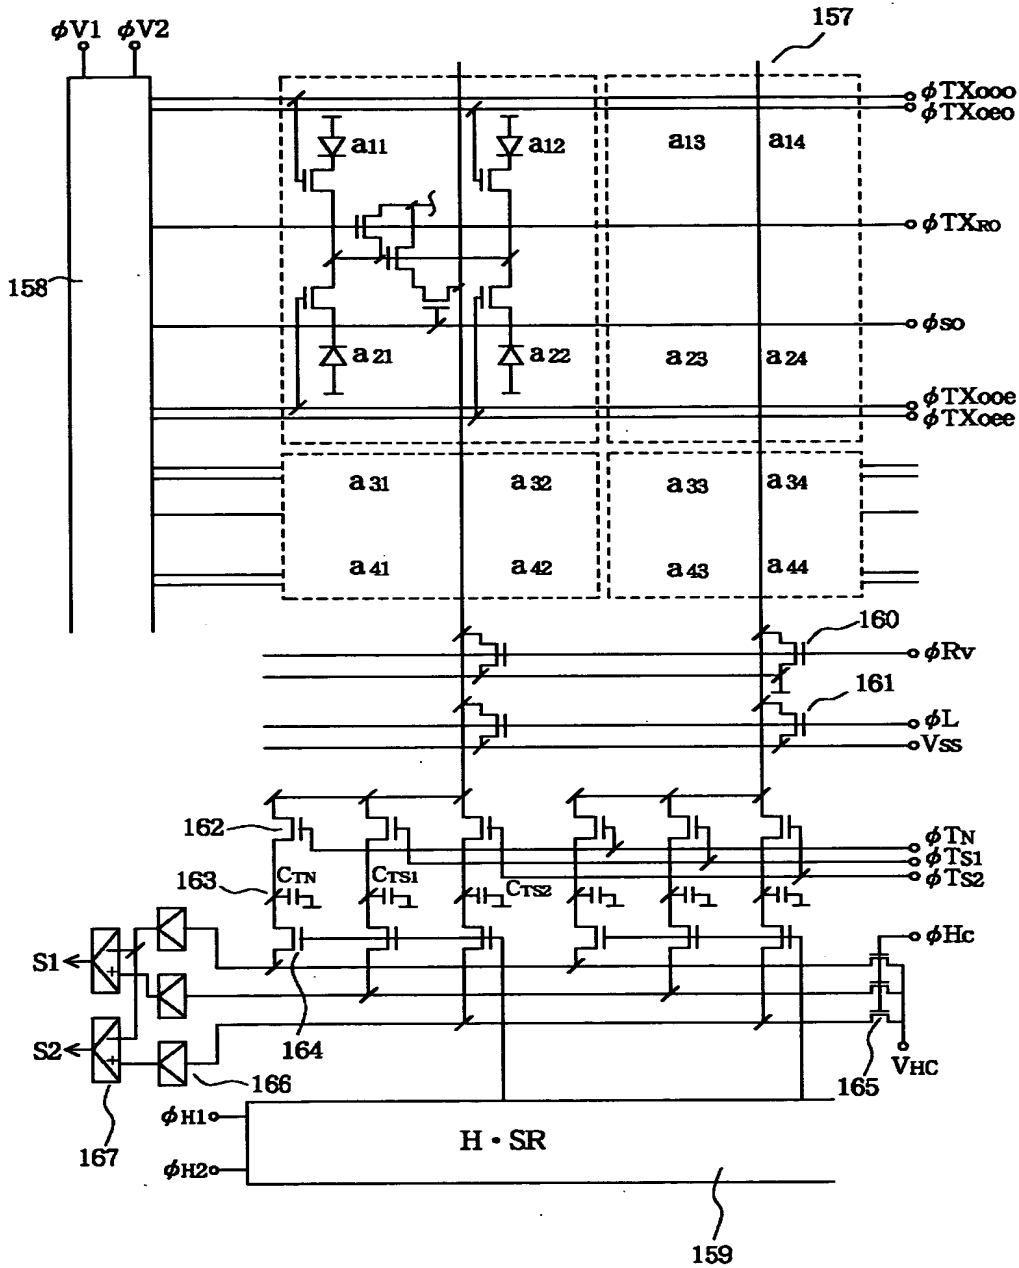 157
ϕV1 ϕV2
ϕTXooo
ϕTXoeo
a11 a12 a13 a14
ϕTXRO
158
ϕso
a21 a22 a23 a24
ϕTXooe
ϕTXoee
a31 a32 a33 a34
a41 a42 a43 a44
160
ϕRv
161
ϕL
Vss
162
ϕTN
ϕTS1
ϕTS2
163 CTN CTS1 CTS2
ϕHc
S1
S2
164
165
VHC
166
167
ϕH1
H・SR
ϕH2
159